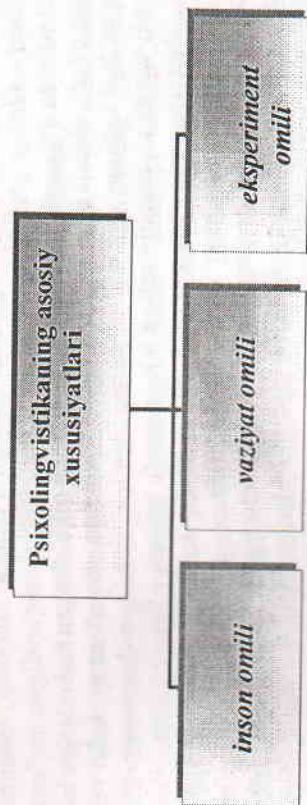 Psixolingvistikaning asosiy
xususiyatlari
inson omili
vaziyat omili
eksperiment
omili